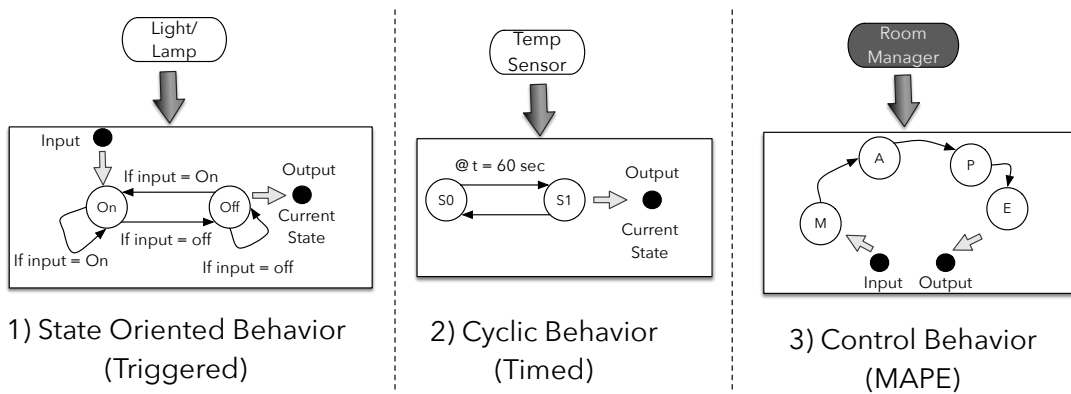 Light/
Lamp
Input
If input = On
Output
On
Off
Current
State
If input = off
If input = On
If input = off
1) State Oriented Behavior
(Triggered)
Temp
Sensor
@ t = 60 sec
Output
S0
S1
Current
State
2) Cyclic Behavior
(Timed)
Room
Manager
A
P
E
M
Input
Output
3) Control Behavior
(MAPE)